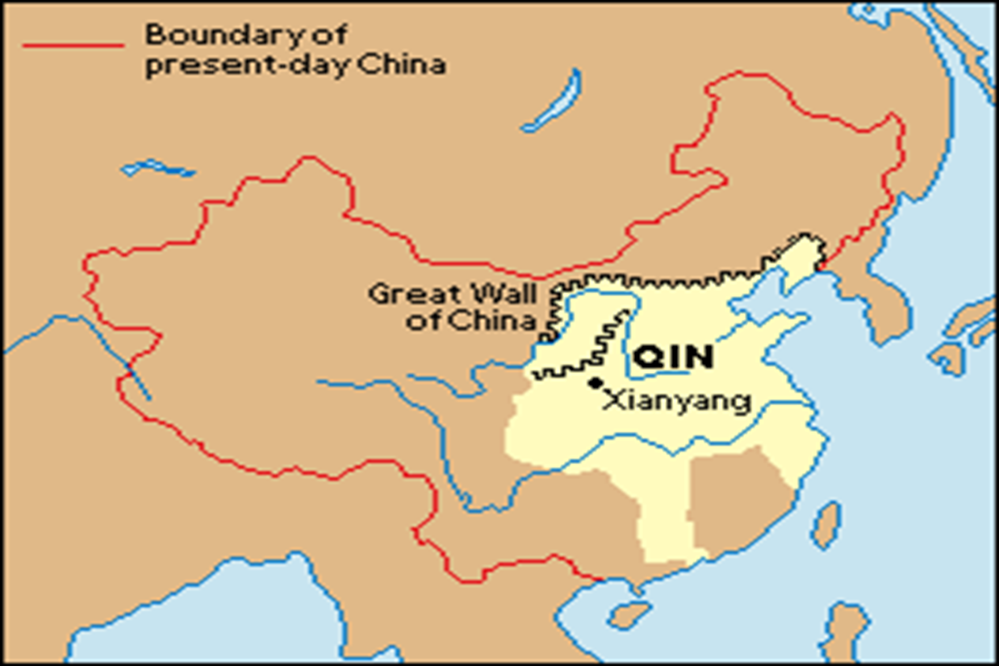 Boundary of
present-day China
Great Wall
of China
QIN
Xianyang